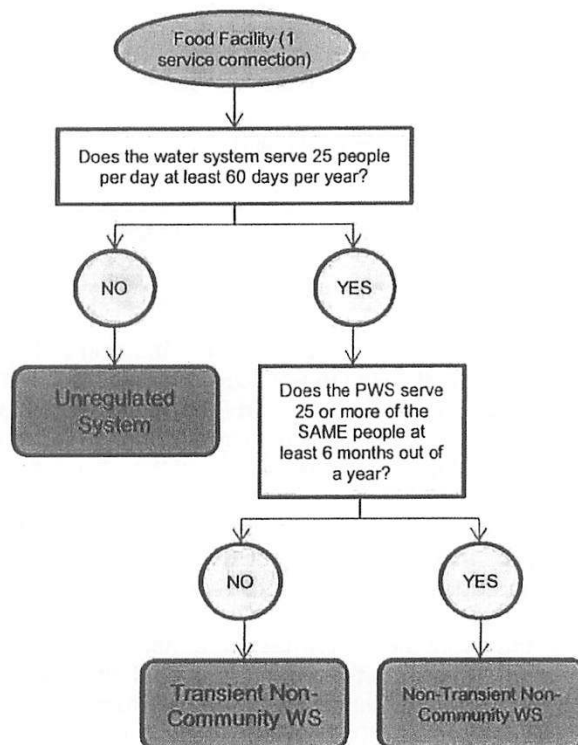 Food Facility (1
service connection)
Does the water system serve 25 people
per day at least 60 days per year?
NO
YES
Unregulated
System
Does the PWS serve
25 or more of the
SAME people at
least 6 months out of
a year?
NO
YES
Transient Non-
Community WS
Non-Transient Non-
Community WS